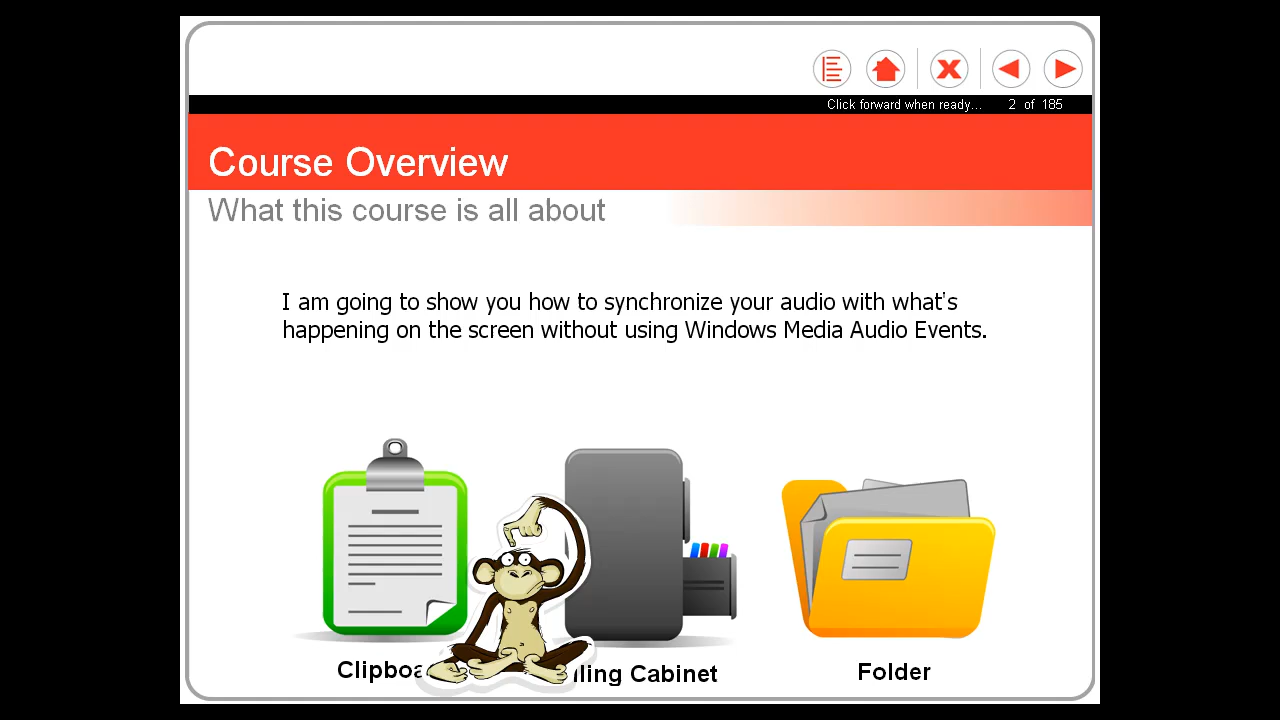 Click forward when ready... 2 of 185
Course Overview
What this course is all about
I am going to show you how to synchronize your audio with what's
happening on the screen without using Windows Media Audio Events.
Cabinet
Folder